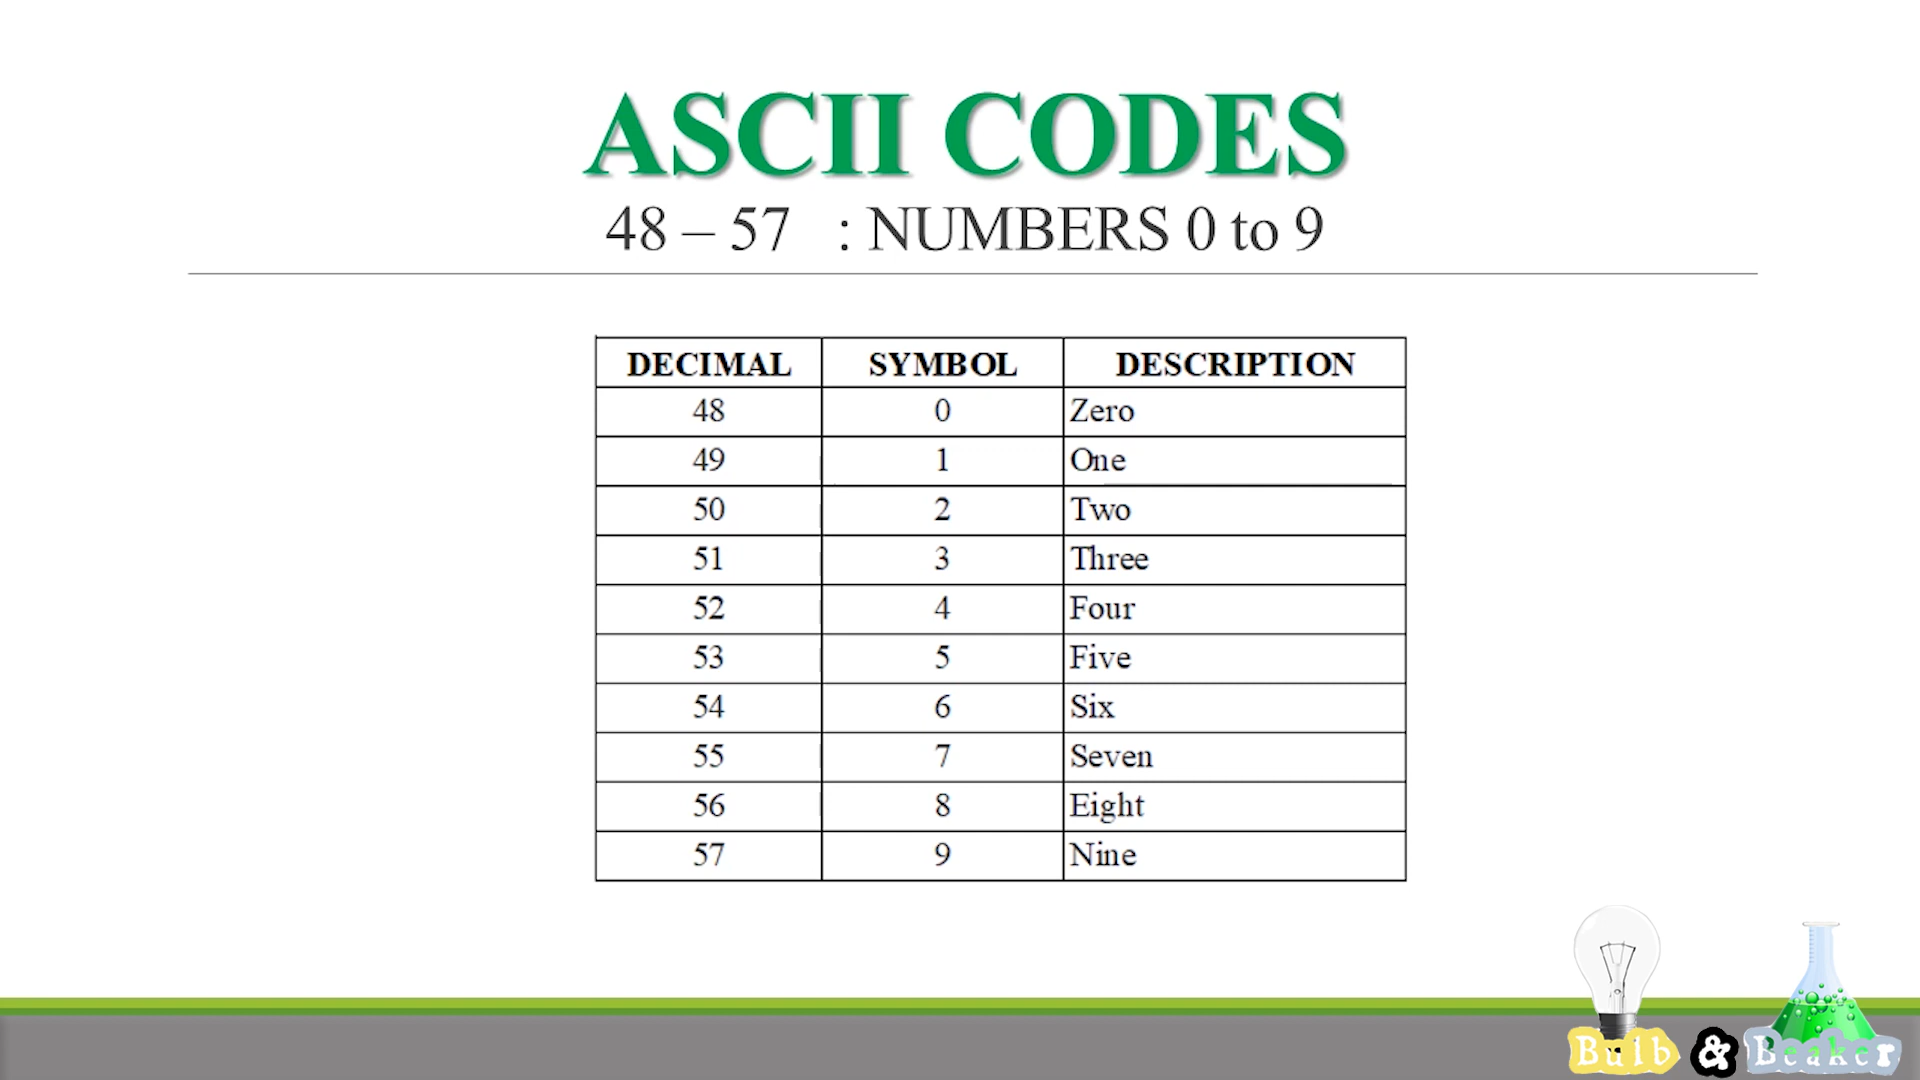 ASCII CODES
48 – 57 : NUMBERS 0 to 9
DECIMAL SYMBOL DESCRIPTION
48 0 Zero
49 1 One
50 2 Two
51 3 Three
52 4 Four
53 5 Five
54 6 Six
55 7 Seven
56 8 Eight
57 9 Nine
Bulb & Beaker